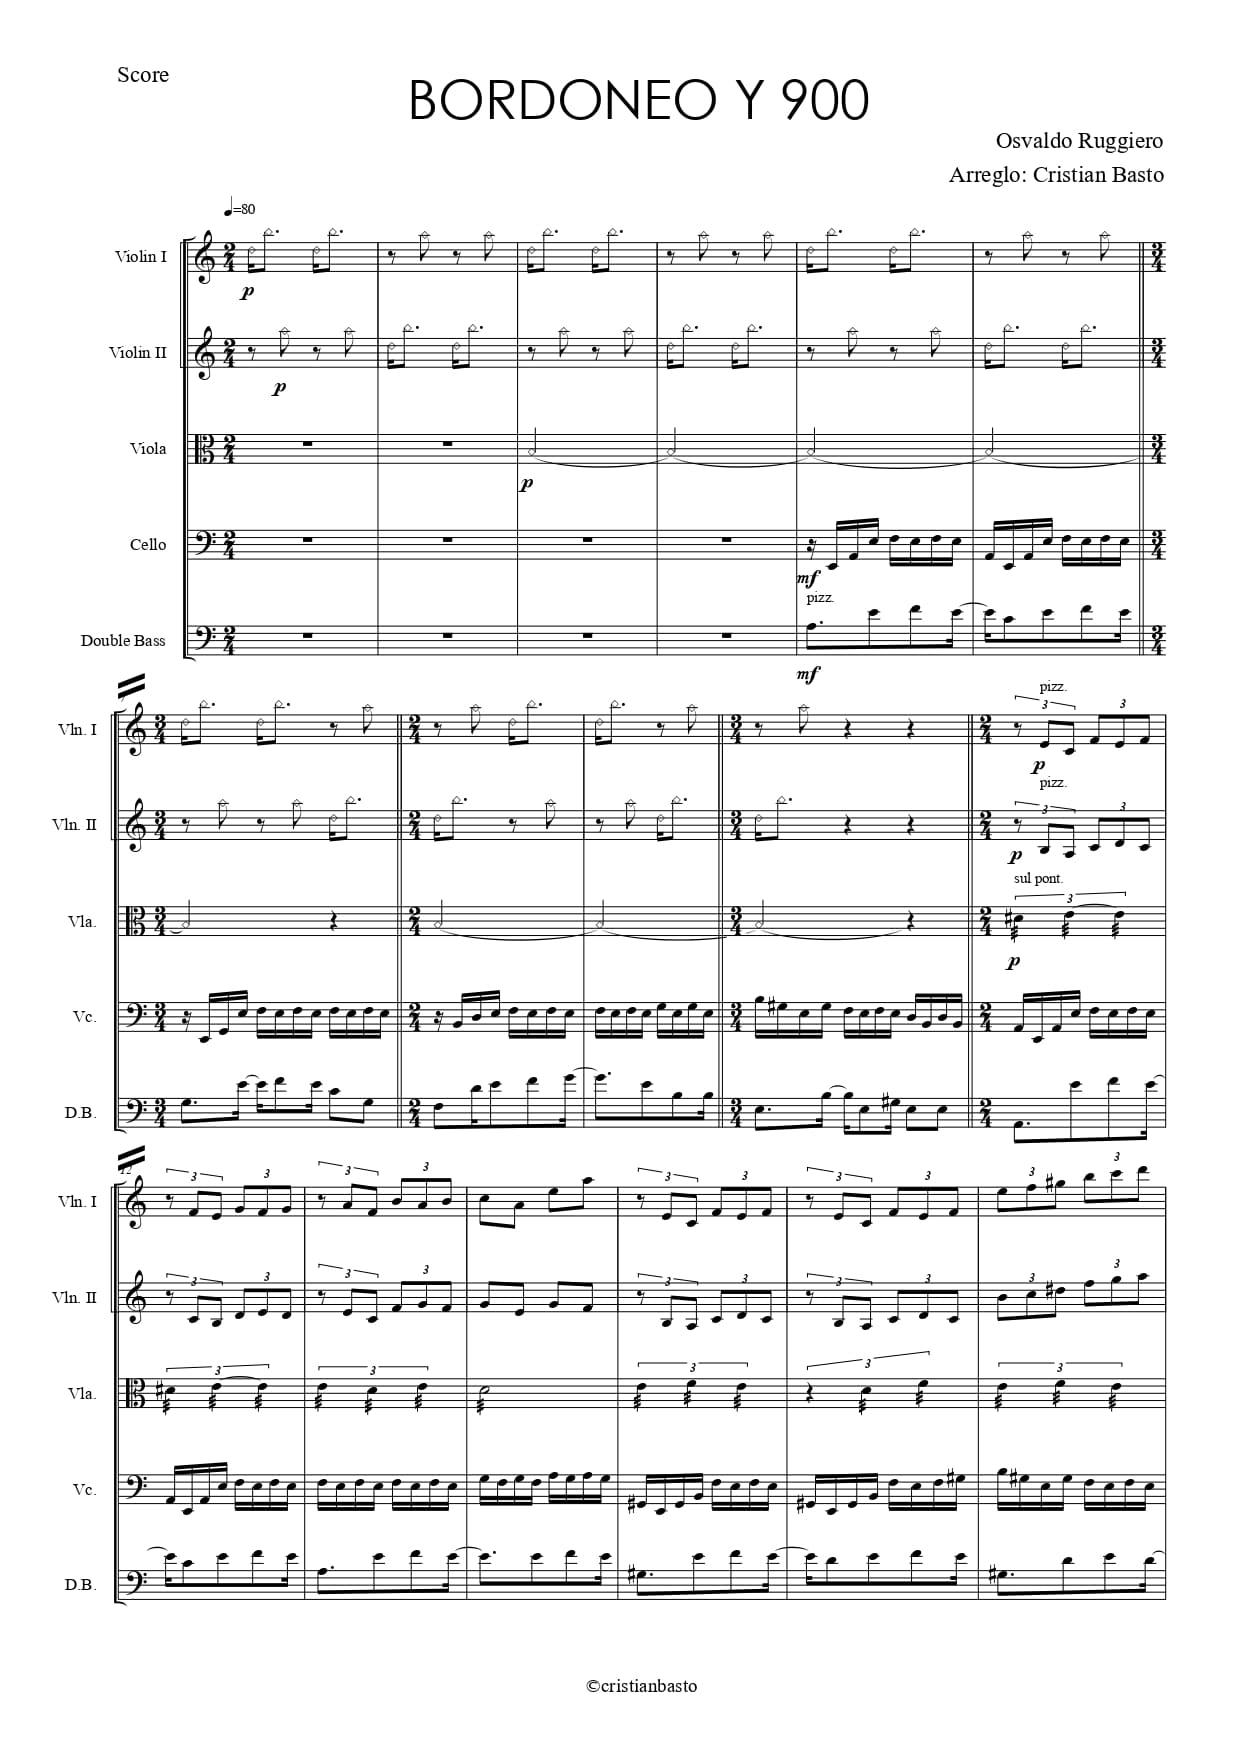 Score
BORDONEO Y 900
Osvaldo Ruggiero
Arreglo: Cristian Basto
=80
Violin I
p
Violin II
p
Viola
p
Cello
mf
pizz.
Double Bass
mf
pizz.
Vln. I
3
3
p
pizz.
Vln. II
3
3
p
sul pont.
Vla.
3
p
Vc.
D.B.
12
3
3
3
3
3
3
3
3
3
3
Vln. I
3
3
3
3
3
3
3
3
3
3
Vln. II
3
3
3
3
3
Vla.
Vc.
D.B.
©cristianbasto